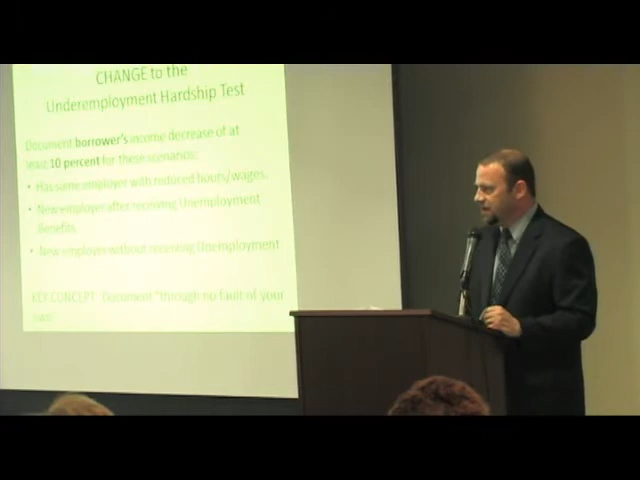 CHANGE to the
Underemployment Hardship Test
Document borrower's income decrease of at
least 10 percent for these scenarios:
• Has same employer with reduced hours/wages.
• New employer after receiving Unemployment
Benefits
• New employer without receiving Unemployment
KEY CONCEPT: Document "through no fault of your